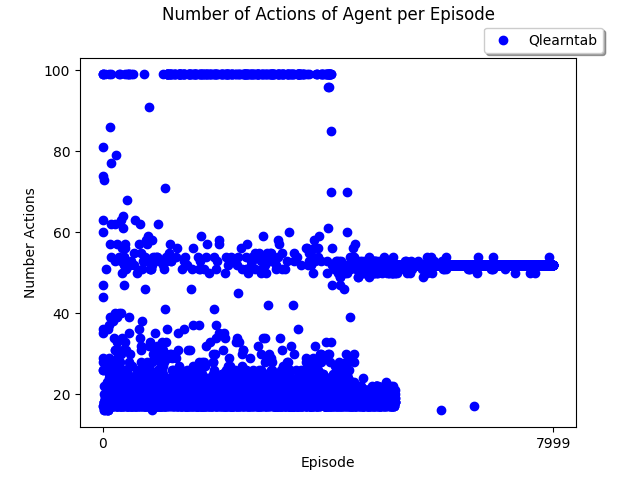 Number of Actions of Agent per Episode
Qlearntab
100
80
60
40
20
Number Actions
0
7999
Episode